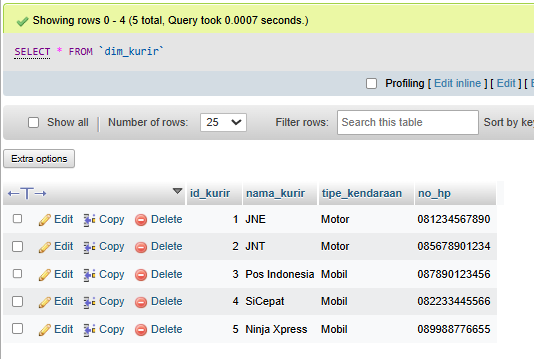 Showing rows 0 - 4 (5 total, Query took 0.0007 seconds.)
SELECT * FROM `dim_kurir`
Profiling [ Edit inline ] [ Edit ] [
Show all Number of rows: 25 Filter rows: Search this table Sort by
Extra options
id_kurir nama_kurir tipe_kendaraan no_hp
Edit Copy Delete 1 JNE Motor 081234567890
Edit Copy Delete 2 JNT Motor 085678901234
Edit Copy Delete 3 Pos Indonesia Mobil 087890123456
Edit Copy Delete 4 SiCepat Mobil 082233445566
Edit Copy Delete 5 Ninja Xpress Mobil 089988776655